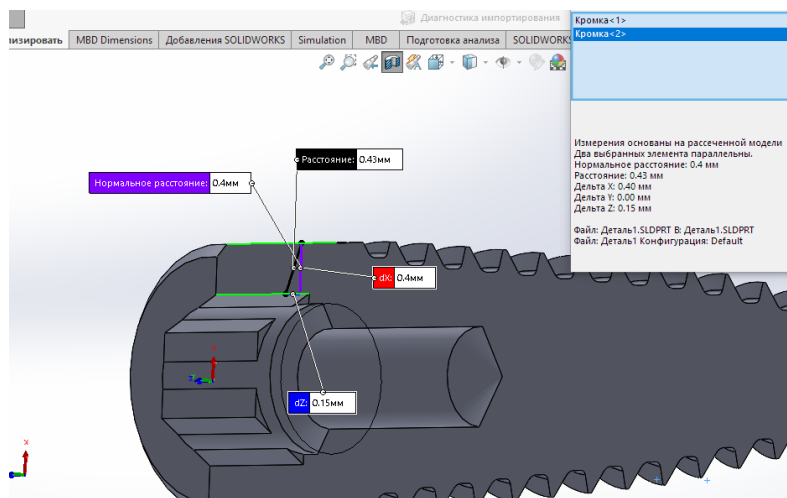 Диагностика импортирования
лизировать MBD Dimensions Добавления SOLIDWORKS Simulation MBD Подготовка анализа SOLIDWORKS
Кромка<1>
Кромка<2>
Измерения основаны на рассеченной модели
Два выбранных элемента параллельны.
Нормальное расстояние: 0.4 мм
Расстояние: 0.43 мм
Дельта X: 0.40 мм
Дельта Y: 0.00 мм
Дельта Z: 0.15 мм
Файл: Деталь1.SLDPRT В: Деталь1.SLDPRT
Файл: Деталь1 Конфигурация: Default
Расстояние: 0.43мм
Нормальное расстояние: 0.4мм
dX: 0.4мм
dZ: 0.15мм
x
x